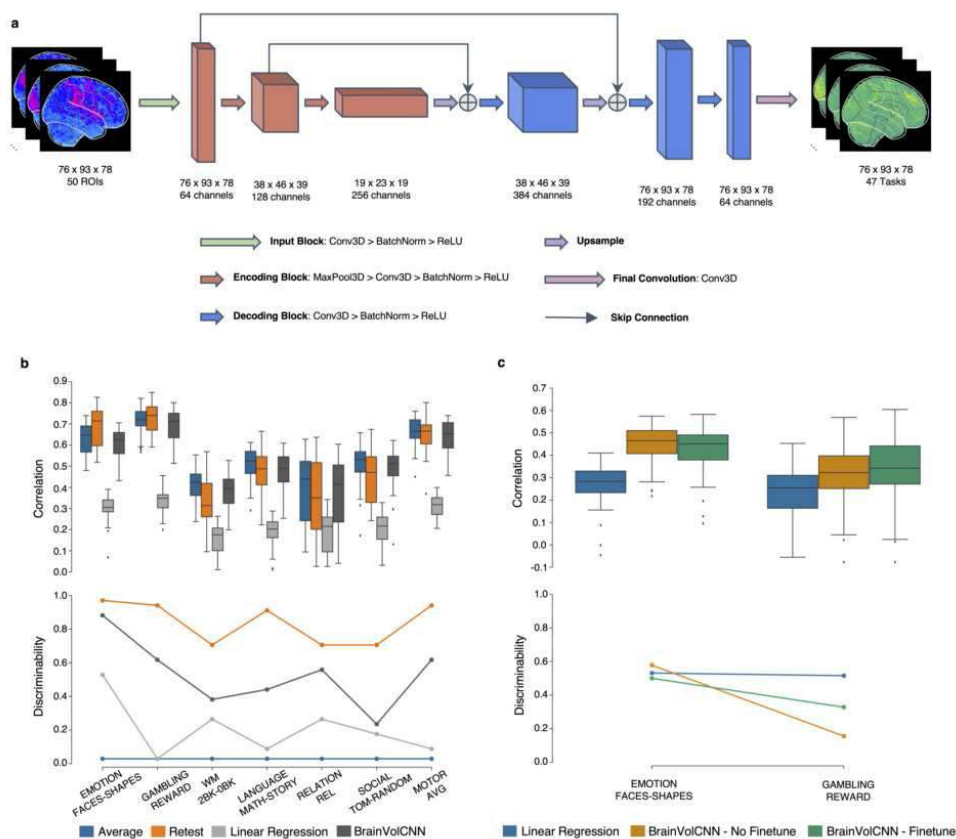 a
76 x 93 x 78
50 ROIs
76 x 93 x 78
64 channels
38 x 46 x 39
128 channels
19 x 23 x 19
256 channels
38 x 46 x 39
384 channels
76 x 93 x 78
192 channels
76 x 93 x 78
64 channels
76 x 93 x 78
47 Tasks
Input Block: Conv3D > BatchNorm > ReLU
Upsample
Encoding Block: MaxPool3D > Conv3D > BatchNorm > ReLU
Final Convolution: Conv3D
Decoding Block: Conv3D > BatchNorm > ReLU
Skip Connection
b
Correlation
0.9
0.8
0.7
0.6
0.5
0.4
0.3
0.2
0.1
0.0
Discriminability
1.0
0.8
0.6
0.4
0.2
0.0
EMOTION
FACES-SHAPES
GAMBLING
REWARD
WM
2BK-0BK
LANGUAGE
MATH-STORY
RELATION
REL
SOCIAL
TOM-RANDOM
MOTOR
AVG
Average
Retest
Linear Regression
BrainVolCNN
c
Correlation
0.7
0.6
0.5
0.4
0.3
0.2
0.1
0.0
-0.1
Discriminability
1.0
0.8
0.6
0.4
0.2
0.0
EMOTION
FACES-SHAPES
GAMBLING
REWARD
Linear Regression
BrainVolCNN - No Finetune
BrainVolCNN - Finetune